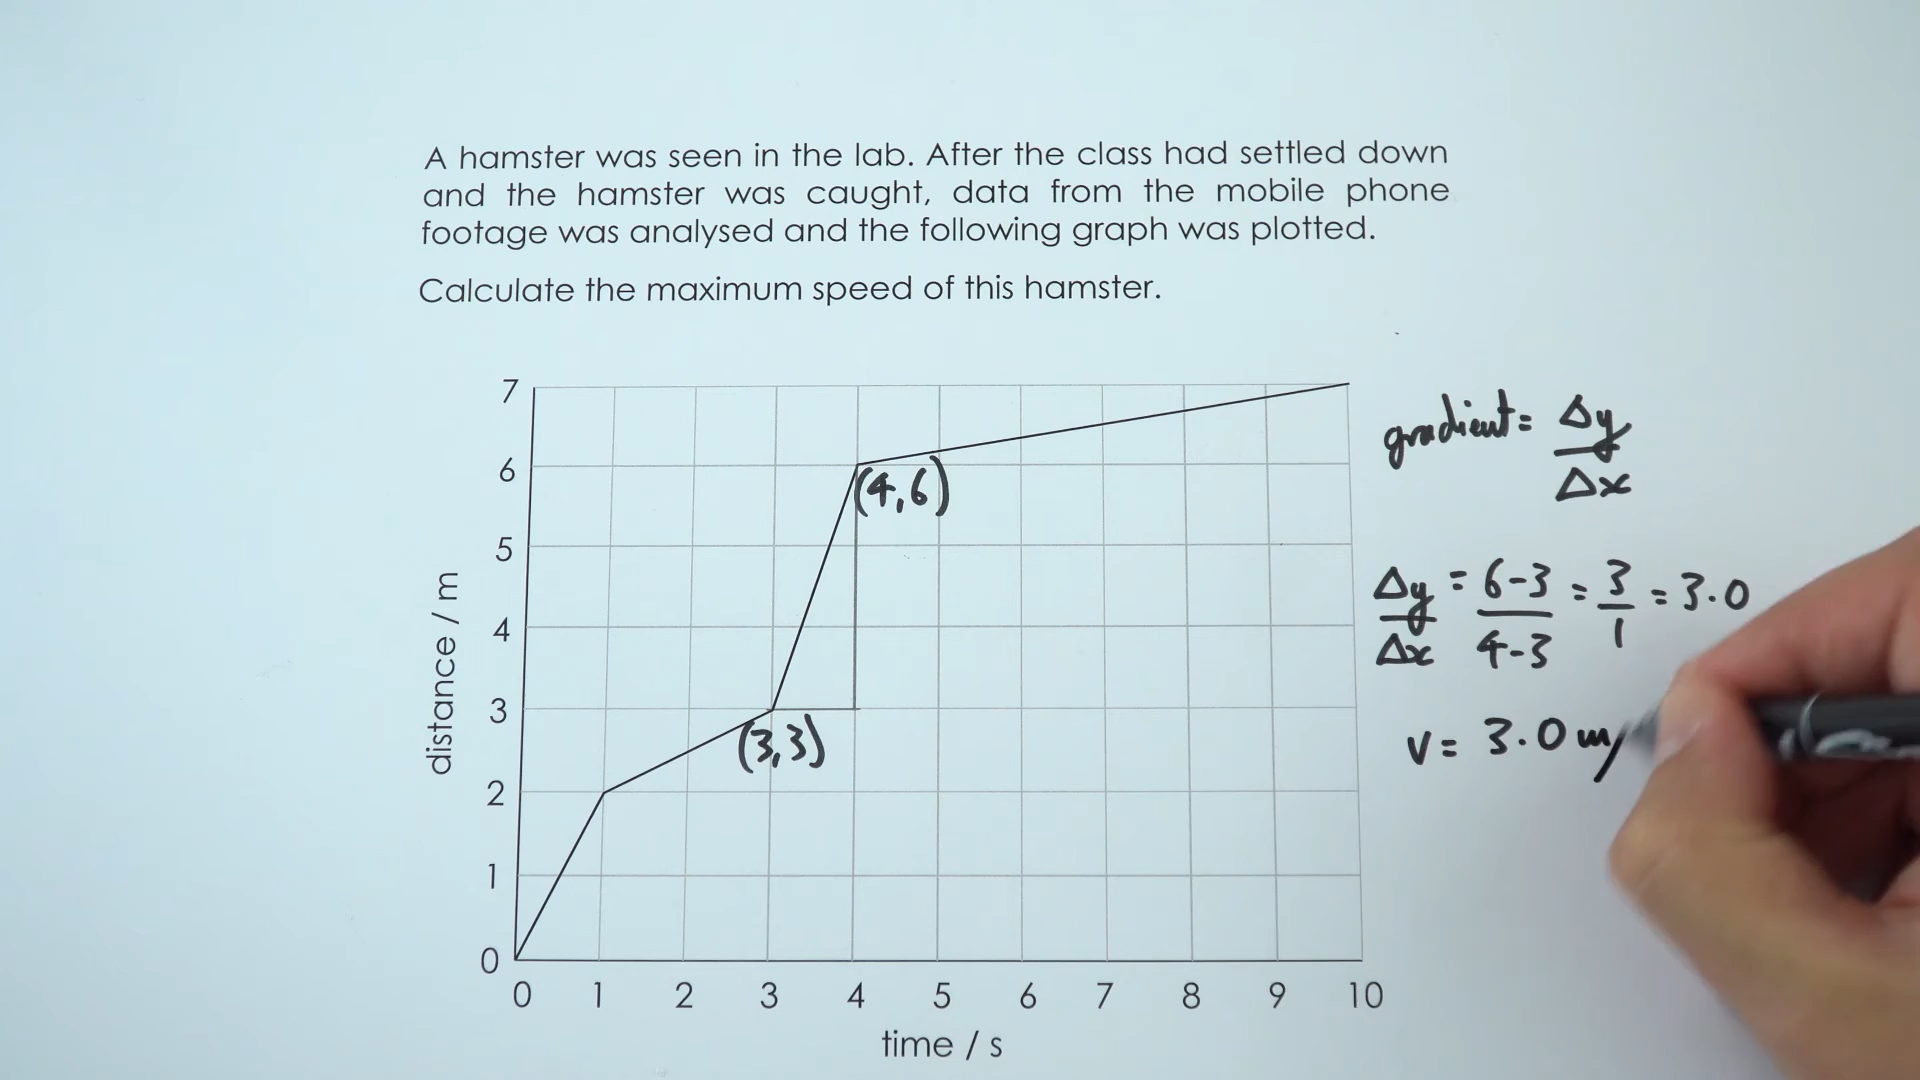 A hamster was seen in the lab. After the class had settled down
and the hamster was caught, data from the mobile phone
footage was analysed and the following graph was plotted.
Calculate the maximum speed of this hamster.
7
6
5
4
3
2
1
0
distance / m
(4,6)
(3,3)
0 1 2 3 4 5 6 7 8 9 10
time / s
gradient = Δy/Δx
Δy/Δx = 6-3/4-3 = 3/1 = 3.0
v = 3.0 m/